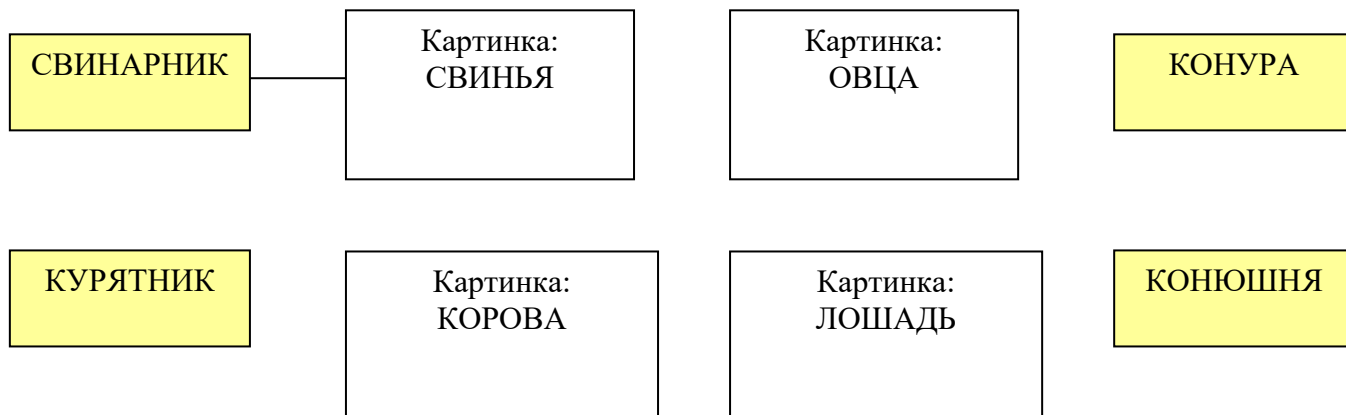 СВИНАРНИК
Картинка:
СВИНЬЯ
Картинка:
ОВЦА
КОНУРА
КУРЯТНИК
Картинка:
КОРОВА
Картинка:
ЛОШАДЬ
КОНЮШНЯ